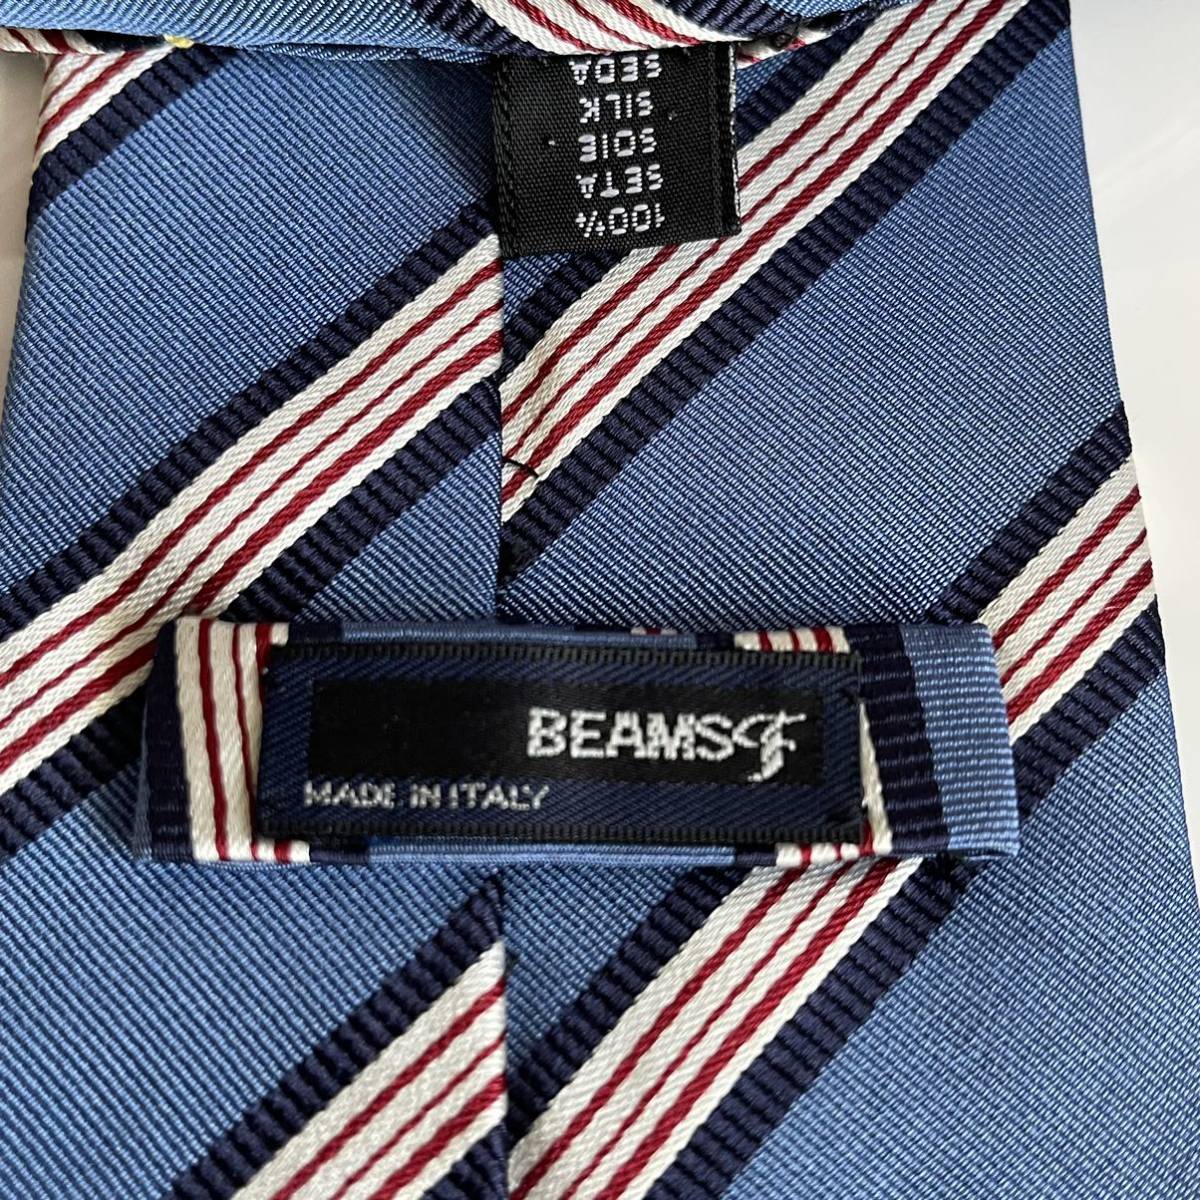 100%
SETA
SOIE
SILK
SEDA
BEAMS F
MADE IN ITALY